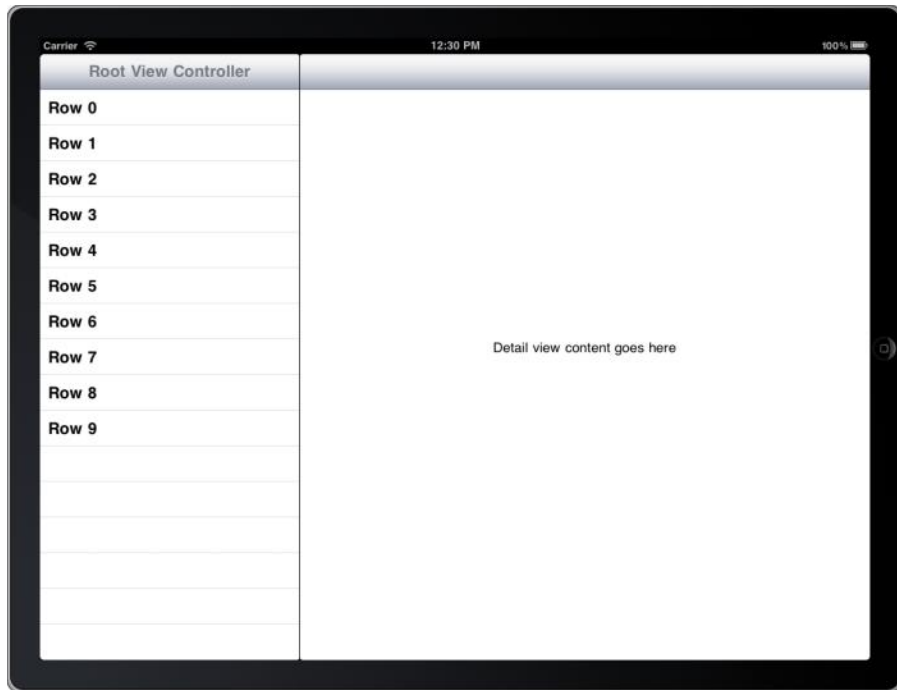 Carrier 12:30 PM 100%
Root View Controller
Row 0
Row 1
Row 2
Row 3
Row 4
Row 5
Row 6
Row 7
Row 8
Row 9
Detail view content goes here